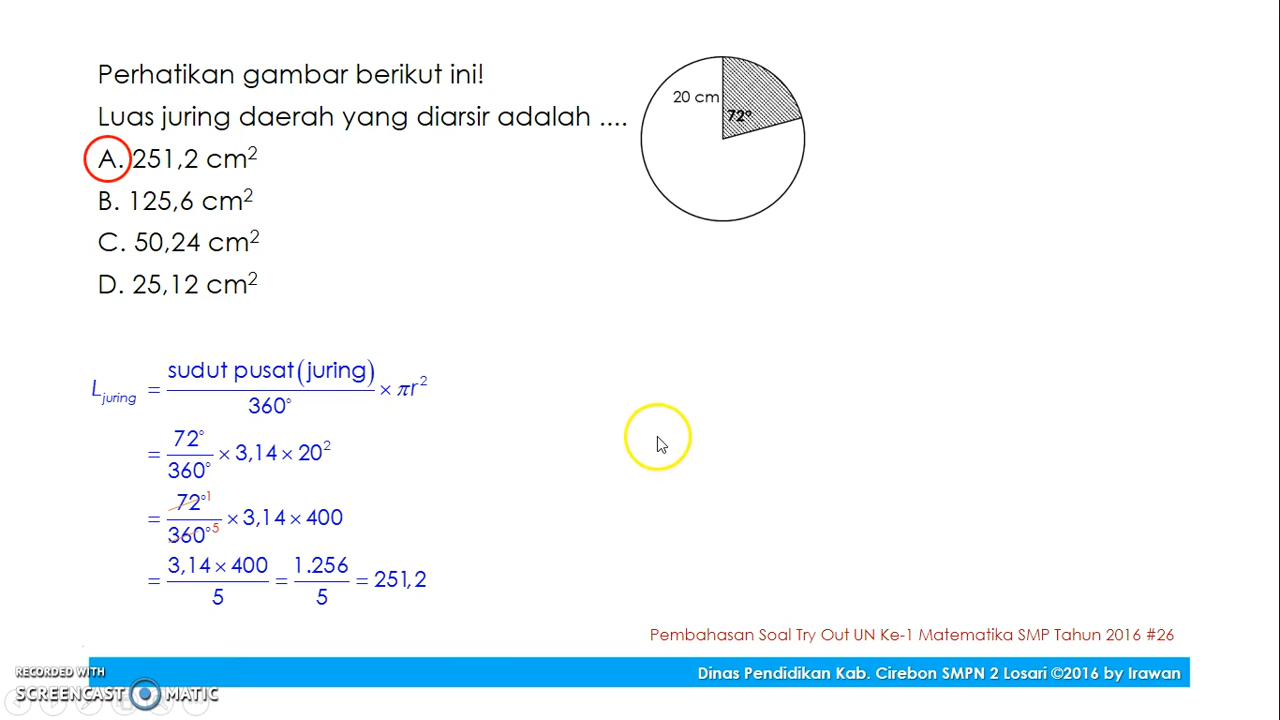 Perhatikan gambar berikut ini!
Luas juring daerah yang diarsir adalah ....
A. 251,2 cm²
B. 125,6 cm²
C. 50,24 cm²
D. 25,12 cm²
20 cm
72°
L juring = sudut pusat(juring) / 360° × πr²
= 72° / 360° × 3,14 × 20²
= 72° 1 / 360° 5 × 3,14 × 400
= 3,14 × 400 / 5 = 1.256 / 5 = 251,2
Pembahasan Soal Try Out UN Ke-1 Matematika SMP Tahun 2016 #26
Dinas Pendidikan Kab. Cirebon SMPN 2 Losari ©2016 by Irawan
RECORDED WITH
SCREENCAST MATIC